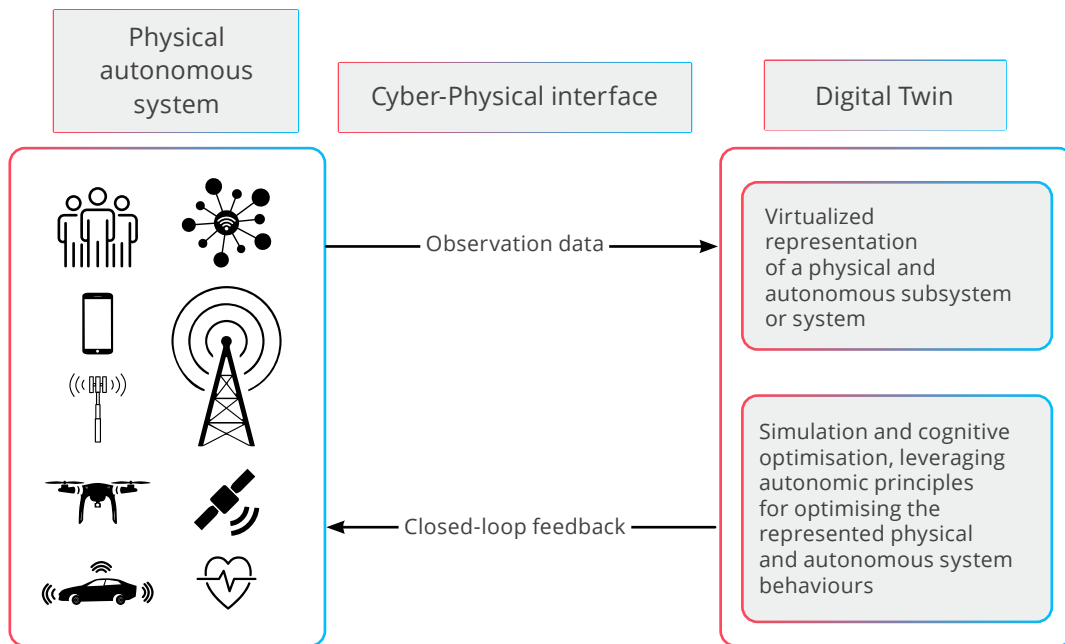 Physical
autonomous
system
Cyber-Physical interface
Digital Twin
Observation data
Virtualized
representation
of a physical and
autonomous subsystem
or system
Closed-loop feedback
Simulation and cognitive
optimisation, leveraging
autonomic principles
for optimising the
represented physical
and autonomous system
behaviours